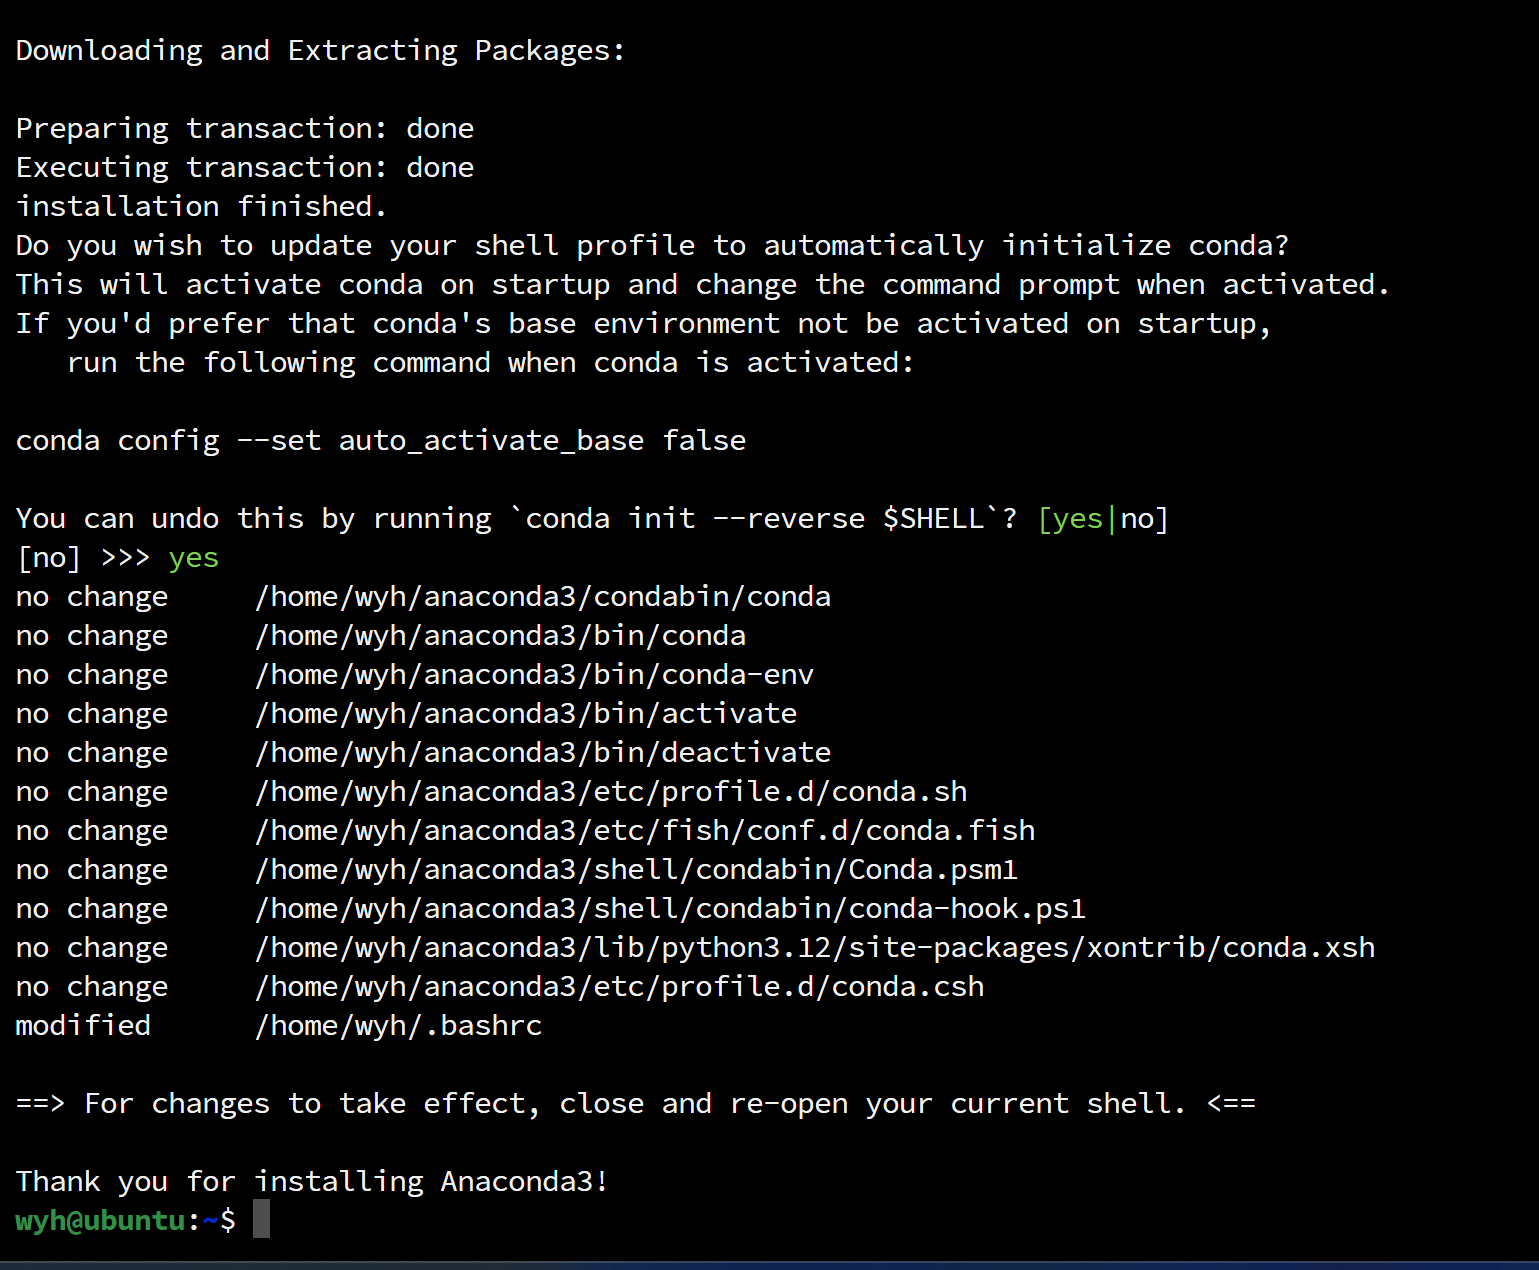 Downloading and Extracting Packages:
Preparing transaction: done
Executing transaction: done
installation finished.
Do you wish to update your shell profile to automatically initialize conda?
This will activate conda on startup and change the command prompt when activated.
If you'd prefer that conda's base environment not be activated on startup,
   run the following command when conda is activated:
conda config --set auto_activate_base false
You can undo this by running `conda init --reverse $SHELL`? [yes|no]
[no] >>> yes
no change     /home/wyh/anaconda3/condabin/conda
no change     /home/wyh/anaconda3/bin/conda
no change     /home/wyh/anaconda3/bin/conda-env
no change     /home/wyh/anaconda3/bin/activate
no change     /home/wyh/anaconda3/bin/deactivate
no change     /home/wyh/anaconda3/etc/profile.d/conda.sh
no change     /home/wyh/anaconda3/etc/fish/conf.d/conda.fish
no change     /home/wyh/anaconda3/shell/condabin/Conda.psm1
no change     /home/wyh/anaconda3/shell/condabin/conda-hook.ps1
no change     /home/wyh/anaconda3/lib/python3.12/site-packages/xontrib/conda.xsh
no change     /home/wyh/anaconda3/etc/profile.d/conda.csh
modified      /home/wyh/.bashrc
==> For changes to take effect, close and re-open your current shell. <==
Thank you for installing Anaconda3!
wyh@ubuntu:~$